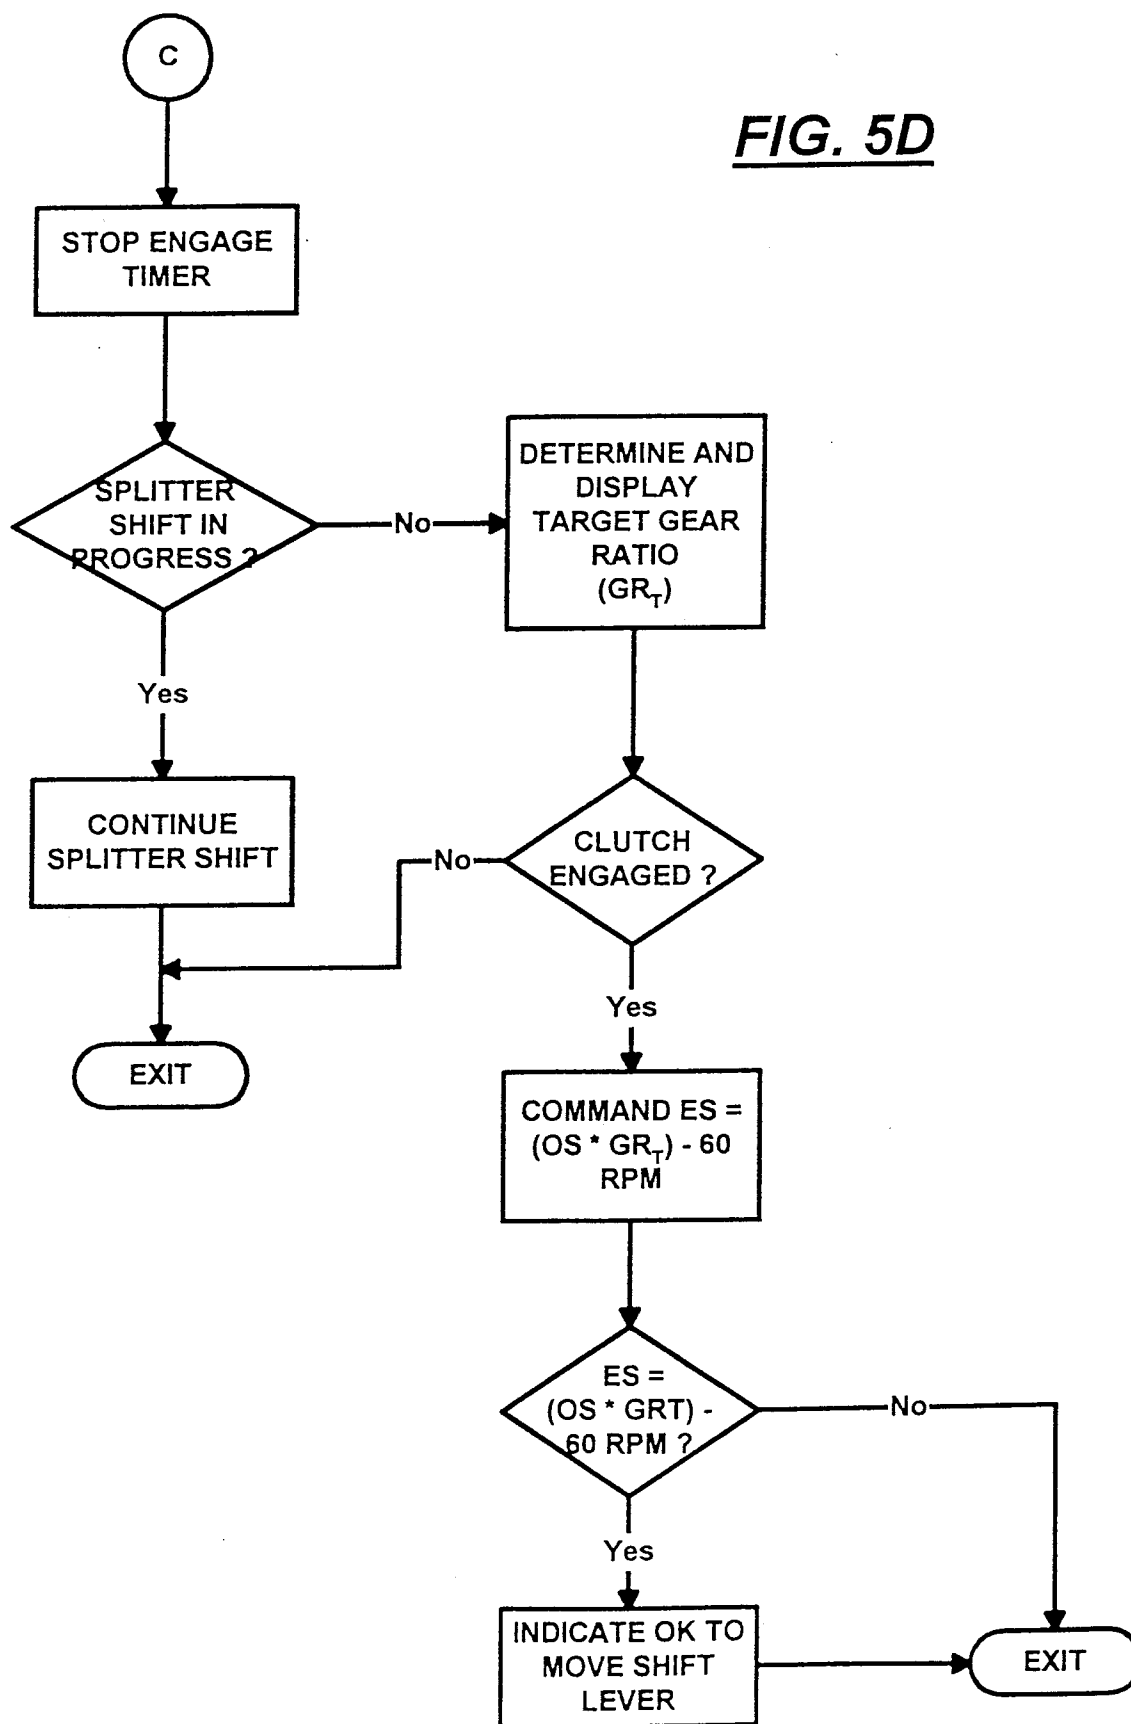 C
FIG. 5D
STOP ENGAGE
TIMER
SPLITTER
SHIFT IN
PROGRESS ?
No
DETERMINE AND
DISPLAY
TARGET GEAR
RATIO
(GR_T)
Yes
CONTINUE
SPLITTER SHIFT
No
CLUTCH
ENGAGED ?
EXIT
Yes
COMMAND ES =
(OS * GR_T) - 60
RPM
ES =
(OS * GRT) -
60 RPM ?
No
Yes
INDICATE OK TO
MOVE SHIFT
LEVER
EXIT